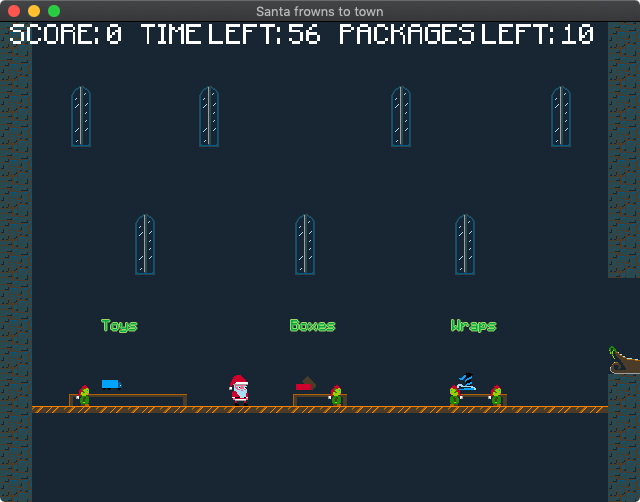 Santa frowns to town
SCORE: 0 TIME LEFT: 56 PACKAGES LEFT: 10
Toys Boxes Wraps